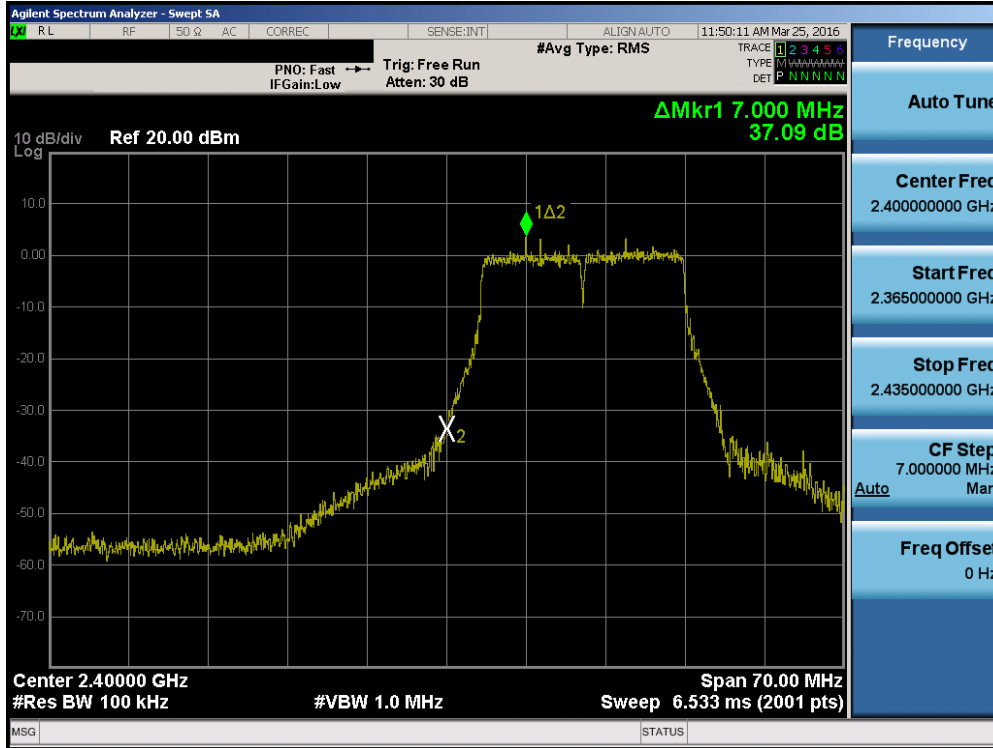 Agilent Spectrum Analyzer - Swept SA
LXI RL RF 50 Ω AC CORREC SENSE:INT ALIGN AUTO 11:50:11 AM Mar 25, 2016
#Avg Type: RMS TRACE 1 2 3 4 5 6
PNO: Fast Trig: Free Run TYPE M
IFGain:Low Atten: 30 dB DET P N N N N N
ΔMkr1 7.000 MHz
37.09 dB
10 dB/div Ref 20.00 dBm
Log
10.0
1Δ2
0.00
-10.0
-20.0
-30.0
2
-40.0
-50.0
-60.0
-70.0
Center 2.40000 GHz Span 70.00 MHz
#Res BW 100 kHz #VBW 1.0 MHz Sweep 6.533 ms (2001 pts)
MSG STATUS
Frequency
Auto Tune
Center Freq
2.400000000 GHz
Start Freq
2.365000000 GHz
Stop Freq
2.435000000 GHz
CF Step
7.000000 MHz
Auto Man
Freq Offset
0 Hz